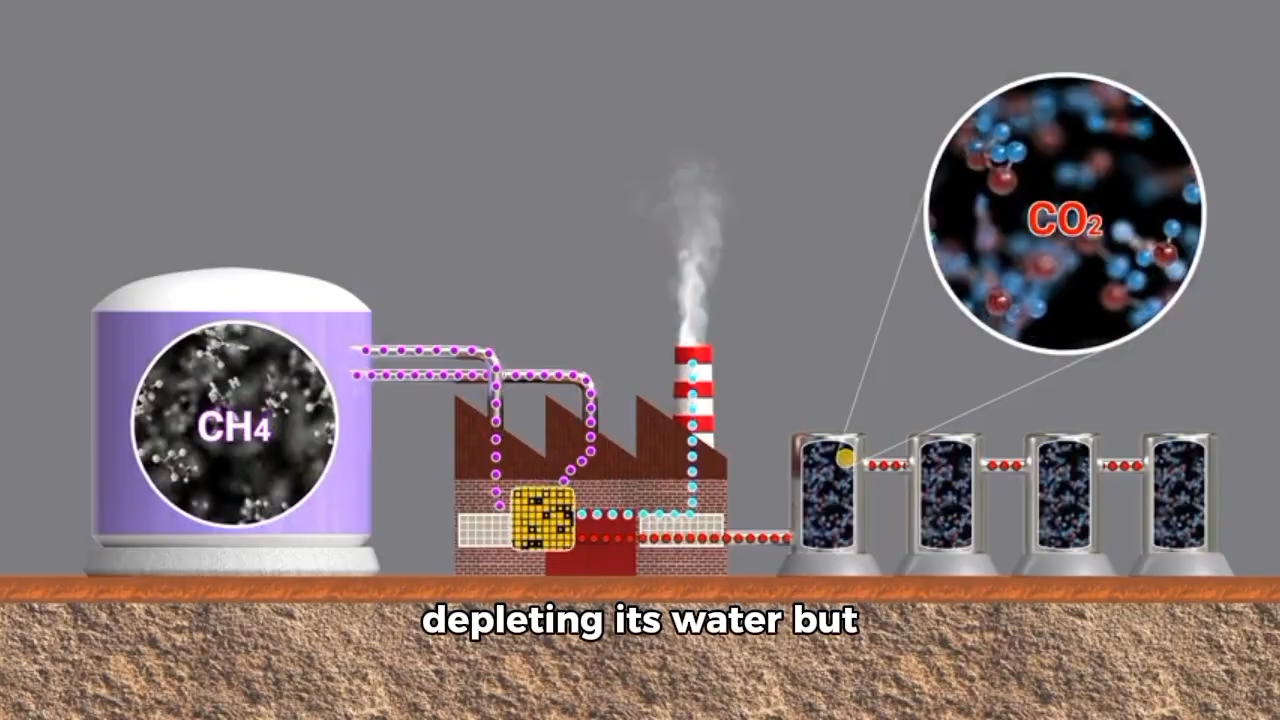 CO₂
CH₄
depleting its water but